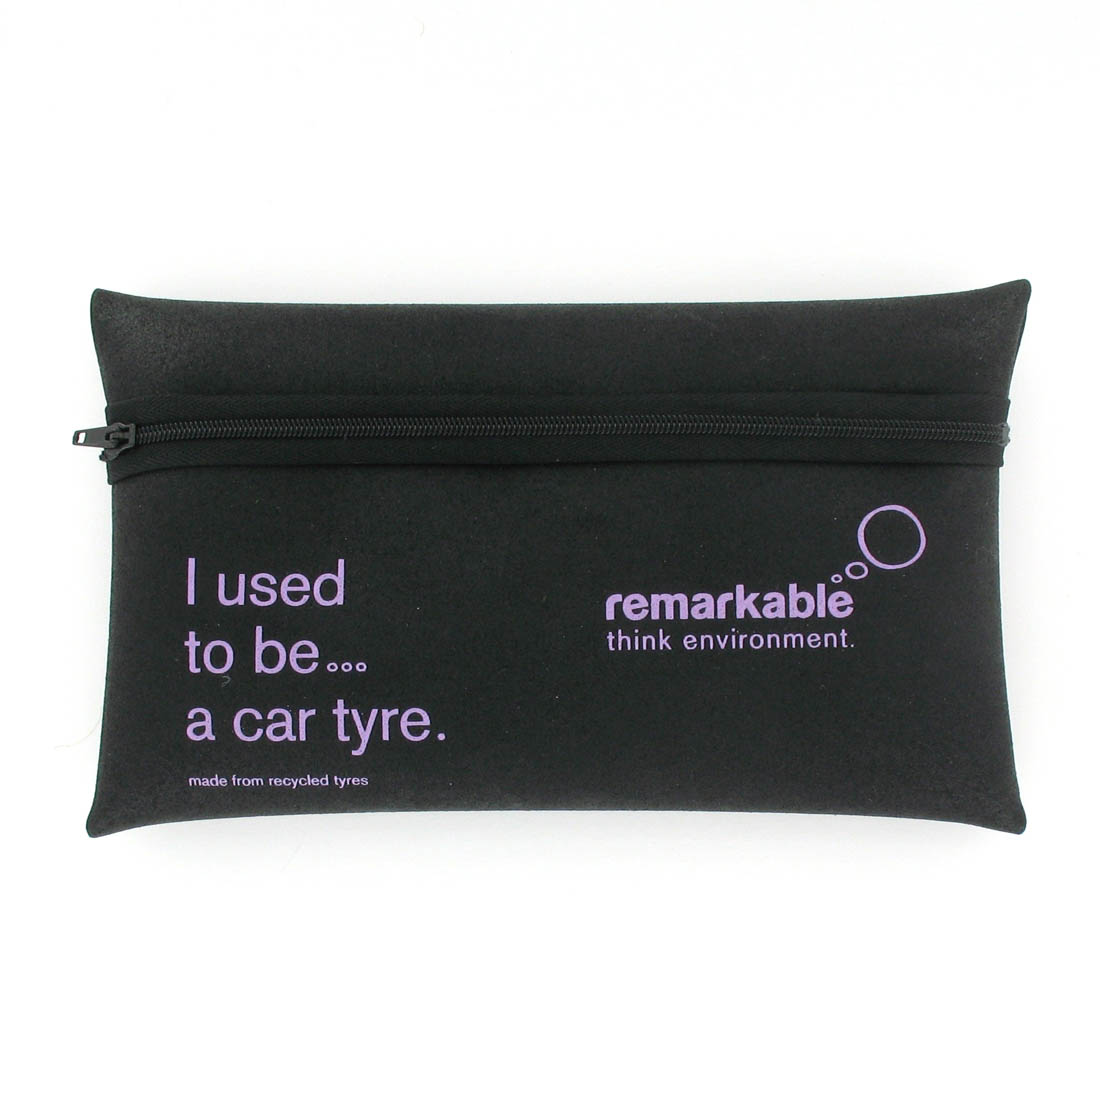 I used
to be...
a car tyre.
made from recycled tyres
remarkable
think environment.